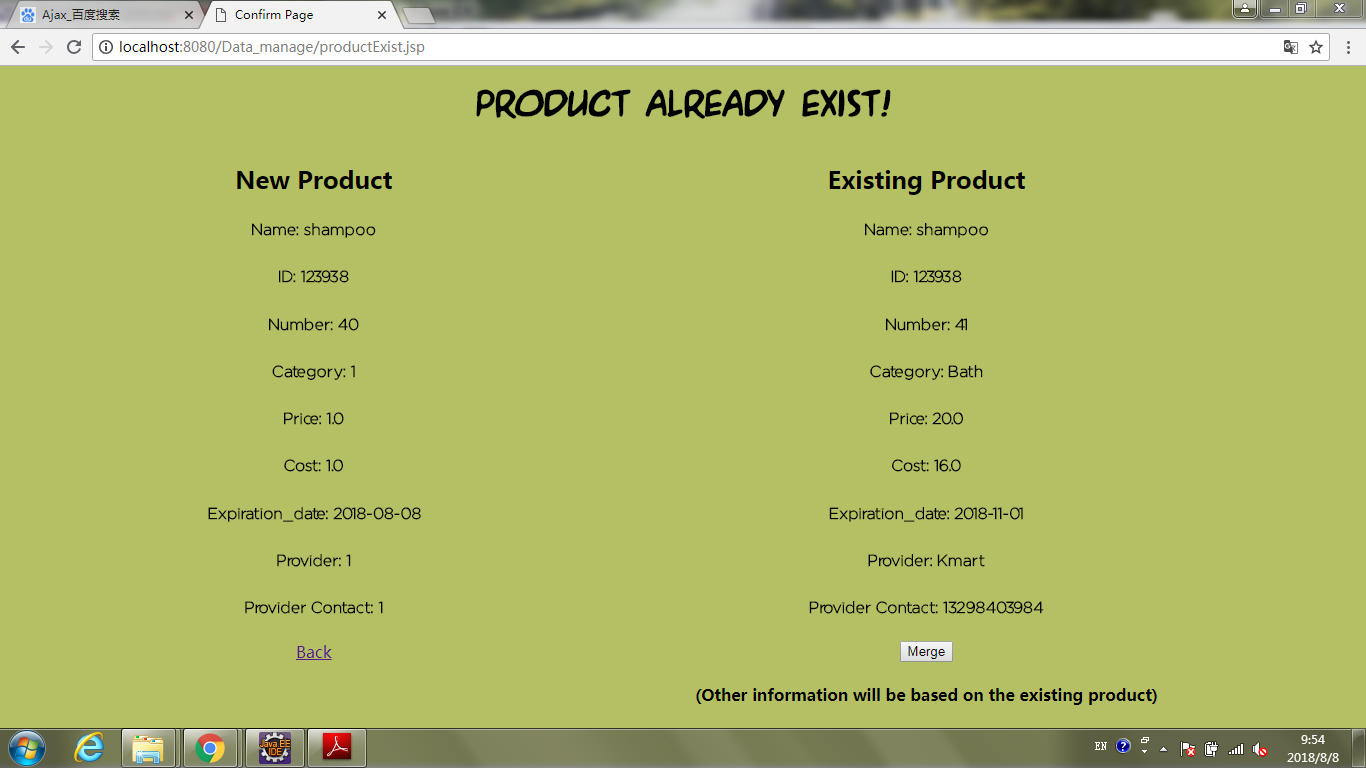 Ajax_百度搜索
Confirm Page
localhost:8080/Data_manage/productExist.jsp
PRODUCT ALREADY EXIST!
New Product
Name: shampoo
ID: 123938
Number: 40
Category: 1
Price: 1.0
Cost: 1.0
Expiration_date: 2018-08-08
Provider: 1
Provider Contact: 1
Back
Existing Product
Name: shampoo
ID: 123938
Number: 41
Category: Bath
Price: 20.0
Cost: 16.0
Expiration_date: 2018-11-01
Provider: Kmart
Provider Contact: 13298403984
Merge
(Other information will be based on the existing product)
Java EE
IDE
EN
9:54
2018/8/8